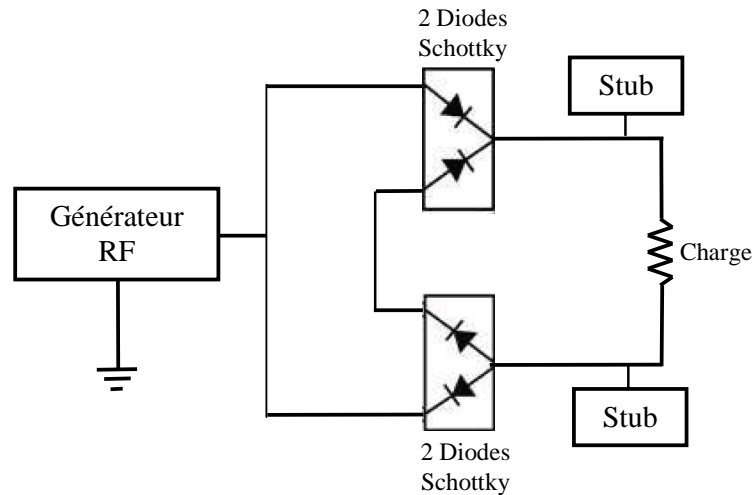 2 Diodes
Schottky
Stub
Générateur
RF
Charge
Stub
2 Diodes
Schottky